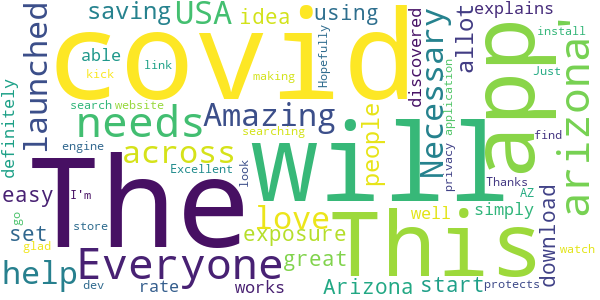 saving USA idea using explains
launched covid app arizona'
able link Hopefully discovered allot install
kick making Just
definitely search website Amazing Necessary application
needs people
engine searching privacy find
across will
Excellent look Thanks
easy I'm The love This AZ
go set store exposure well simply download
glad Everyone great protects watch
help dev rate works Arizona start